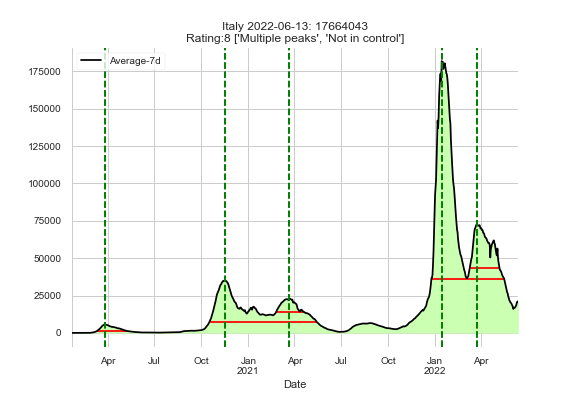 Italy 2022-06-13: 17664043
Rating:8 ['Multiple peaks', 'Not in control']
Average-7d
175000
150000
125000
100000
75000
50000
25000
0
Apr Jul Oct Jan Apr Jul Oct Jan Apr
2021 2022
Date